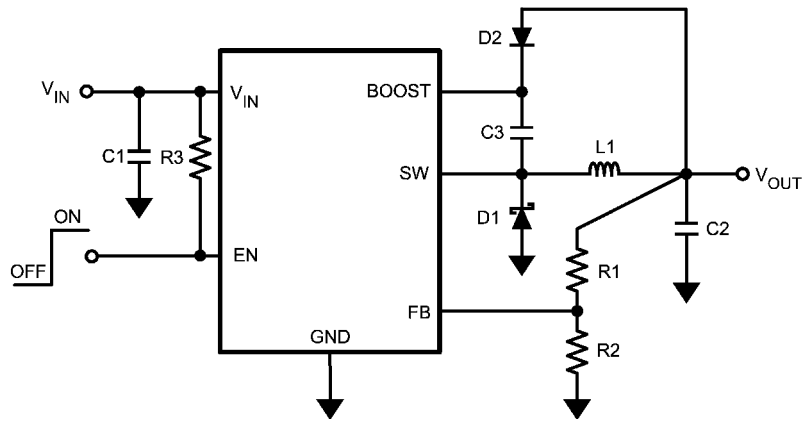 D2
VIN
VIN
BOOST
C1
R3
C3
L1
SW
VOUT
ON
D1
C2
OFF
EN
R1
FB
GND
R2